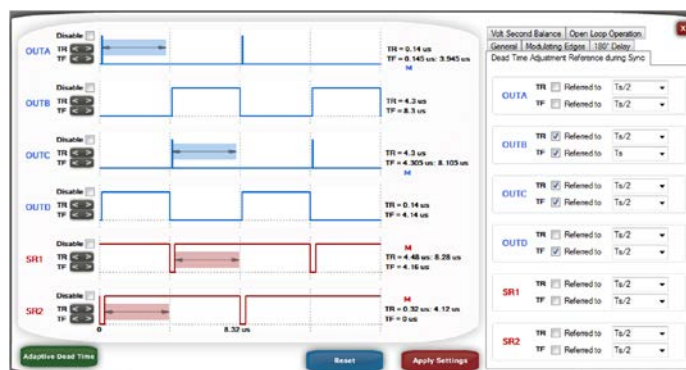 Disable
OUTA
TR < >
TF < >
TR = 0.14 us
TF = 0.145 us: 3.945 us
M
Disable
OUTB
TR < >
TF < >
TR = 4.3 us
TF = 8.3 us
Disable
OUTC
TR < >
TF < >
TR = 4.3 us
TF = 4.305 us: 8.105 us
M
Disable
OUTD
TR < >
TF < >
TR = 0.14 us
TF = 4.14 us
Disable
SR1
TR < >
TF < >
M
TR = 4.48 us: 8.28 us
TF = 4.16 us
Disable
SR2
TR < >
TF < >
M
TR = 0.32 us: 4.12 us
TF = 0 us
0
8.32 us
Adaptive Dead Time
Reset
Apply Settings
X
Volt Second Balance
Open Loop Operation
General
Modulating Edges
180° Delay
Dead Time Adjustment Reference during Sync
OUTA
TR Referred to Ts/2
TF Referred to Ts/2
OUTB
TR Referred to Ts/2
TF Referred to Ts
OUTC
TR Referred to Ts/2
TF Referred to Ts/2
OUTD
TR Referred to Ts/2
TF Referred to Ts/2
SR1
TR Referred to Ts/2
TF Referred to Ts/2
SR2
TR Referred to Ts/2
TF Referred to Ts/2